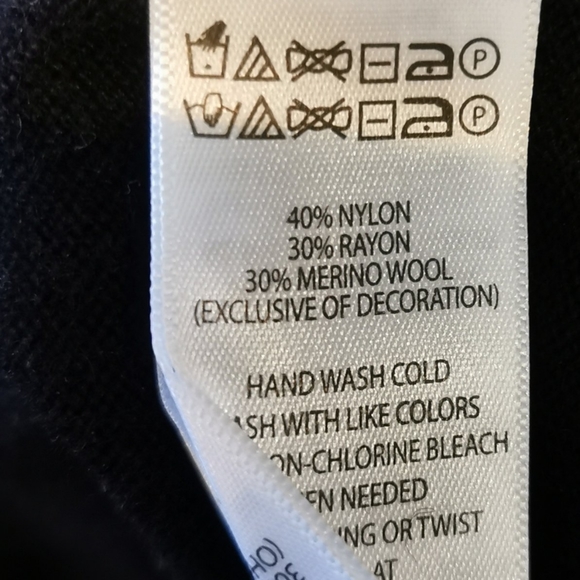 P
P
40% NYLON
30% RAYON
30% MERINO WOOL
(EXCLUSIVE OF DECORATION)
HAND WASH COLD
ASH WITH LIKE COLORS
ON-CHLORINE BLEACH
EN NEEDED
ING OR TWIST
AT